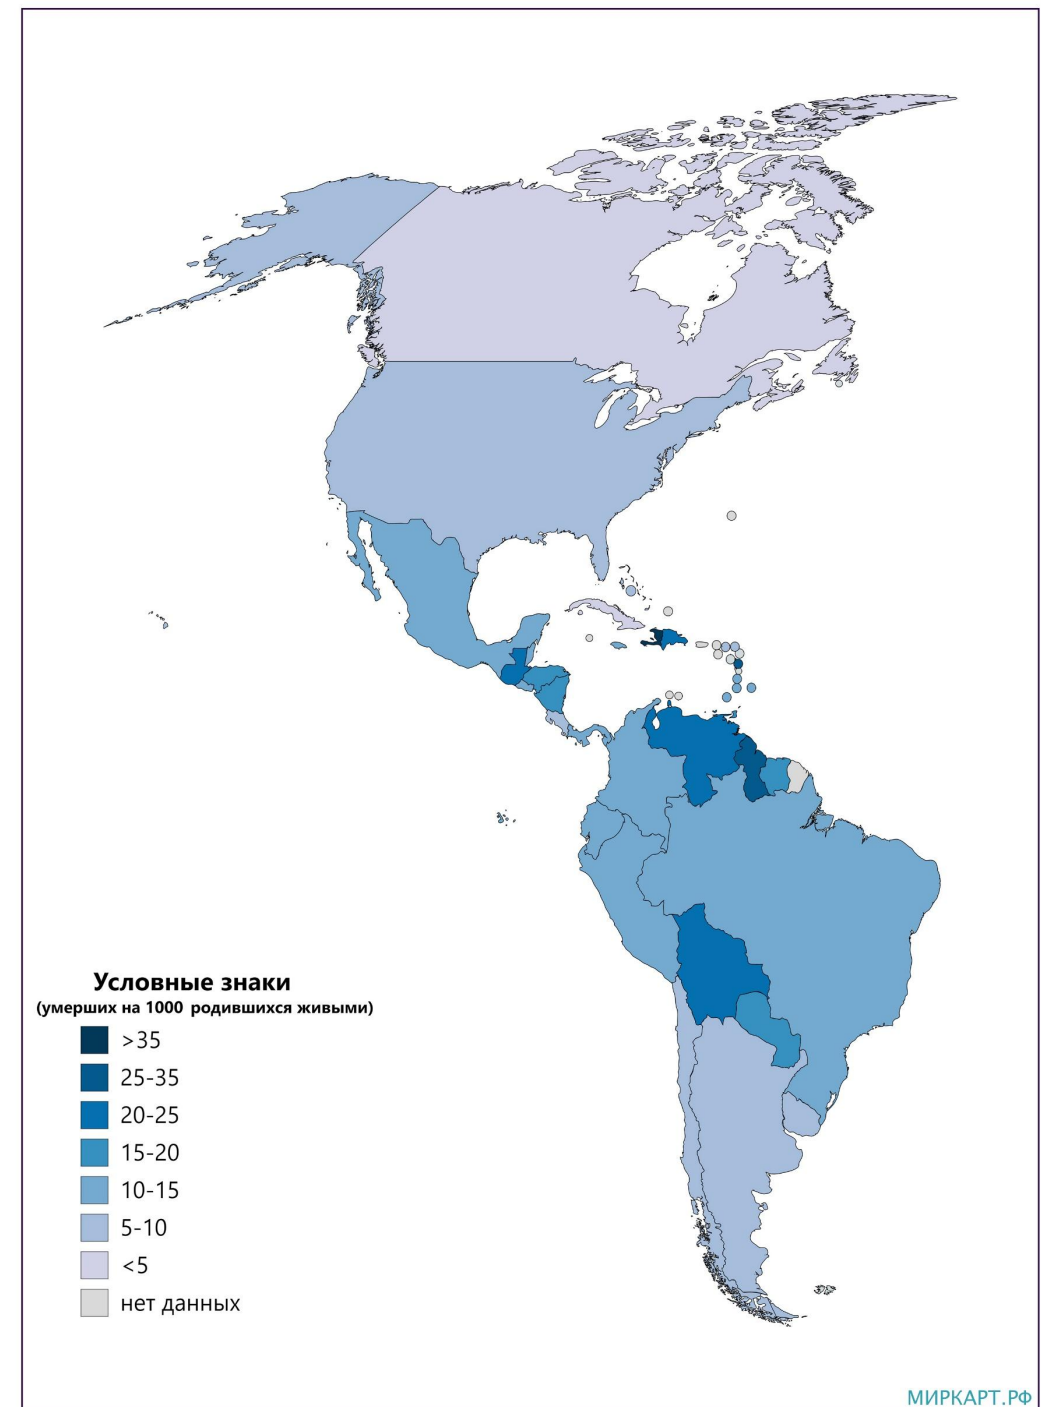 Условные знаки
(умерших на 1000 родившихся живыми)
>35
25-35
20-25
15-20
10-15
5-10
<5
нет данных
МИРКАРТ.РФ